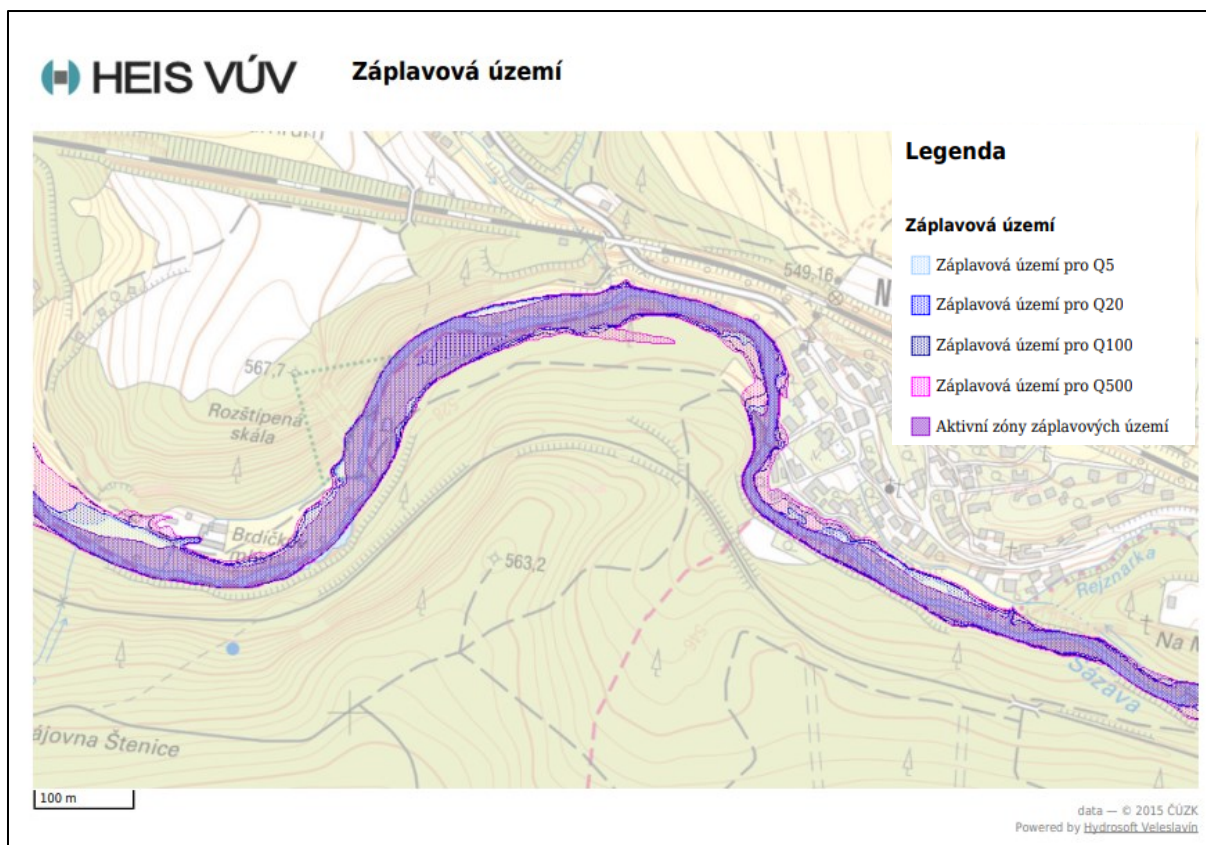 HEIS VÚV
Záplavová území
Legenda
Záplavová území
Záplavová území pro Q5
Záplavová území pro Q20
Záplavová území pro Q100
Záplavová území pro Q500
Aktivní zóny záplavových území
549,16
N
567,7
Rozštípená
skála
563,2
Rejznarka
Na
Sázava
ájovna Štenice
100 m
data — © 2015 ČÚZK
Powered by Hydrosoft Veleslavín